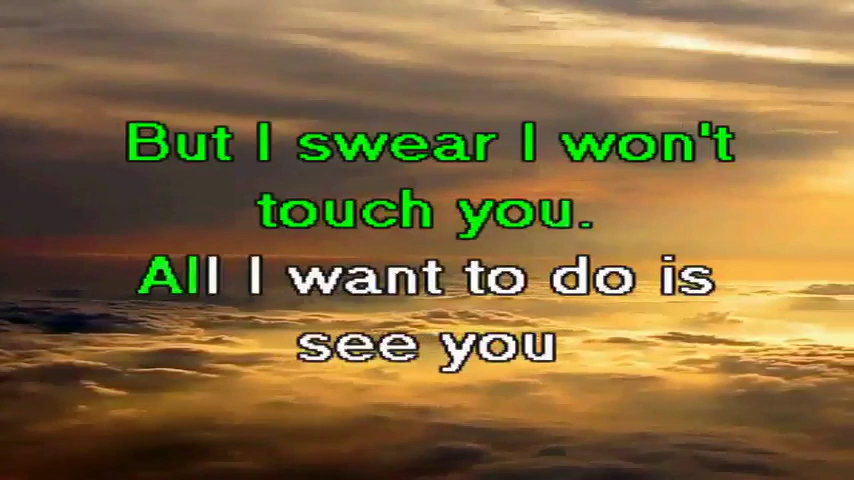 But I swear I won't
touch you.
All I want to do is
see you